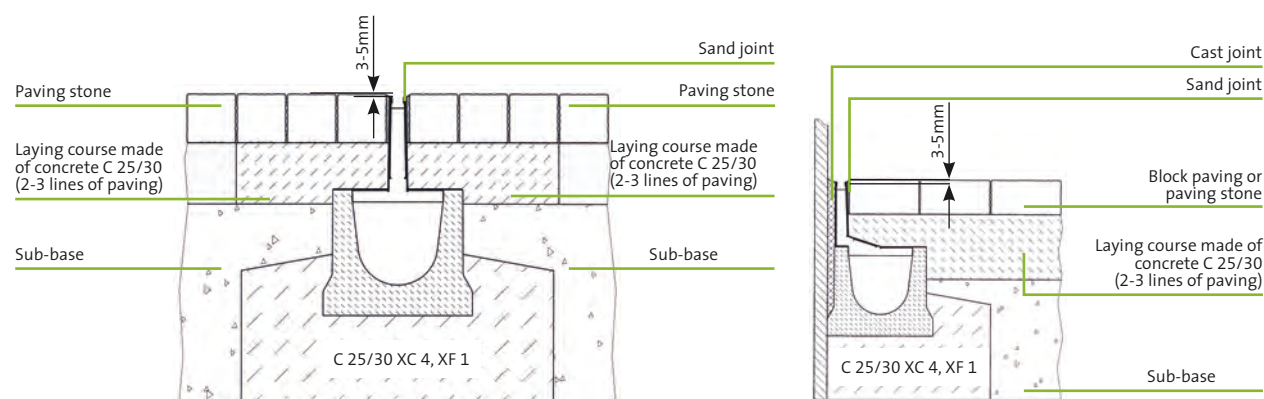 3-5mm
Sand joint
Paving stone
Paving stone
Laying course made
of concrete C 25/30
(2-3 lines of paving)
Laying course made
of concrete C 25/30
(2-3 lines of paving)
Sub-base
Sub-base
C 25/30 XC 4, XF 1
Cast joint
Sand joint
3-5mm
Block paving or
paving stone
Laying course made of
concrete C 25/30
(2-3 lines of paving)
C 25/30 XC 4, XF 1
Sub-base